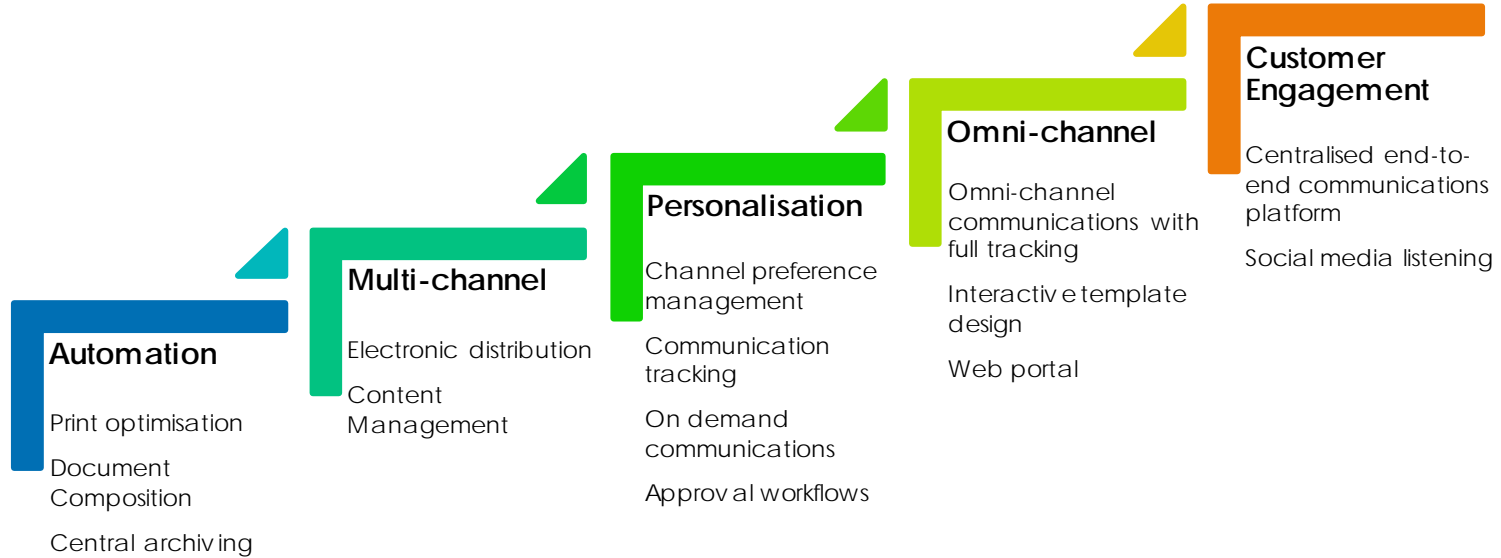 Automation
Print optimisation
Document
Composition
Central archiving
Multi-channel
Electronic distribution
Content
Management
Personalisation
Channel preference
management
Communication
tracking
On demand
communications
Approval workflows
Omni-channel
Omni-channel
communications with
full tracking
Interactive template
design
Web portal
Customer
Engagement
Centralised end-to-
end communications
platform
Social media listening